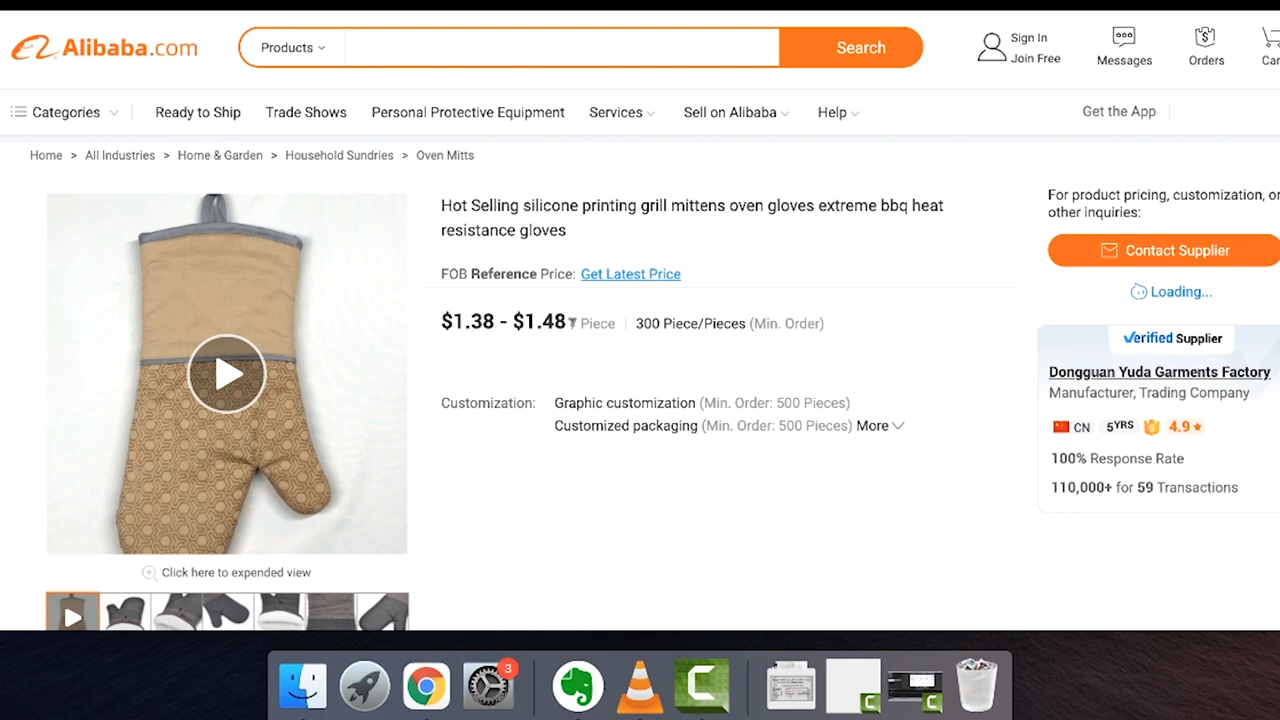 Alibaba.com
Products
Search
Sign In
Join Free
Messages
Orders
Categories
Ready to Ship
Trade Shows
Personal Protective Equipment
Services
Sell on Alibaba
Help
Get the App
Home > All Industries > Home & Garden > Household Sundries > Oven Mitts
Hot Selling silicone printing grill mittens oven gloves extreme bbq heat
resistance gloves
FOB Reference Price: Get Latest Price
$1.38 - $1.48 Piece | 300 Piece/Pieces (Min. Order)
Customization: Graphic customization (Min. Order: 500 Pieces)
Customized packaging (Min. Order: 500 Pieces) More
Click here to expended view
For product pricing, customization, or
other inquiries:
Contact Supplier
Loading...
Verified Supplier
Dongguan Yuda Garments Factory
Manufacturer, Trading Company
CN 5YRS 4.9
100% Response Rate
110,000+ for 59 Transactions
3